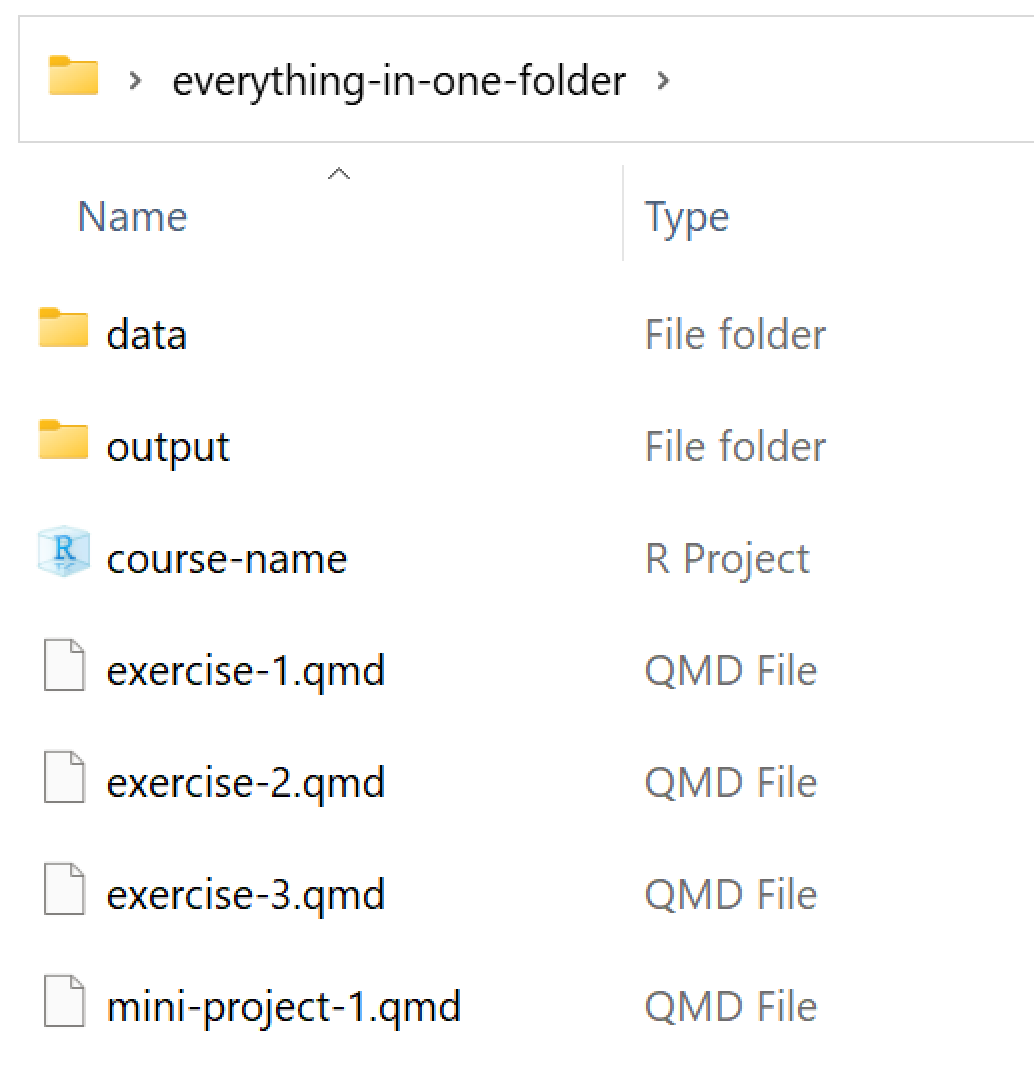 everything-in-one-folder
Name Type
data File folder
output File folder
course-name R Project
exercise-1.qmd QMD File
exercise-2.qmd QMD File
exercise-3.qmd QMD File
mini-project-1.qmd QMD File